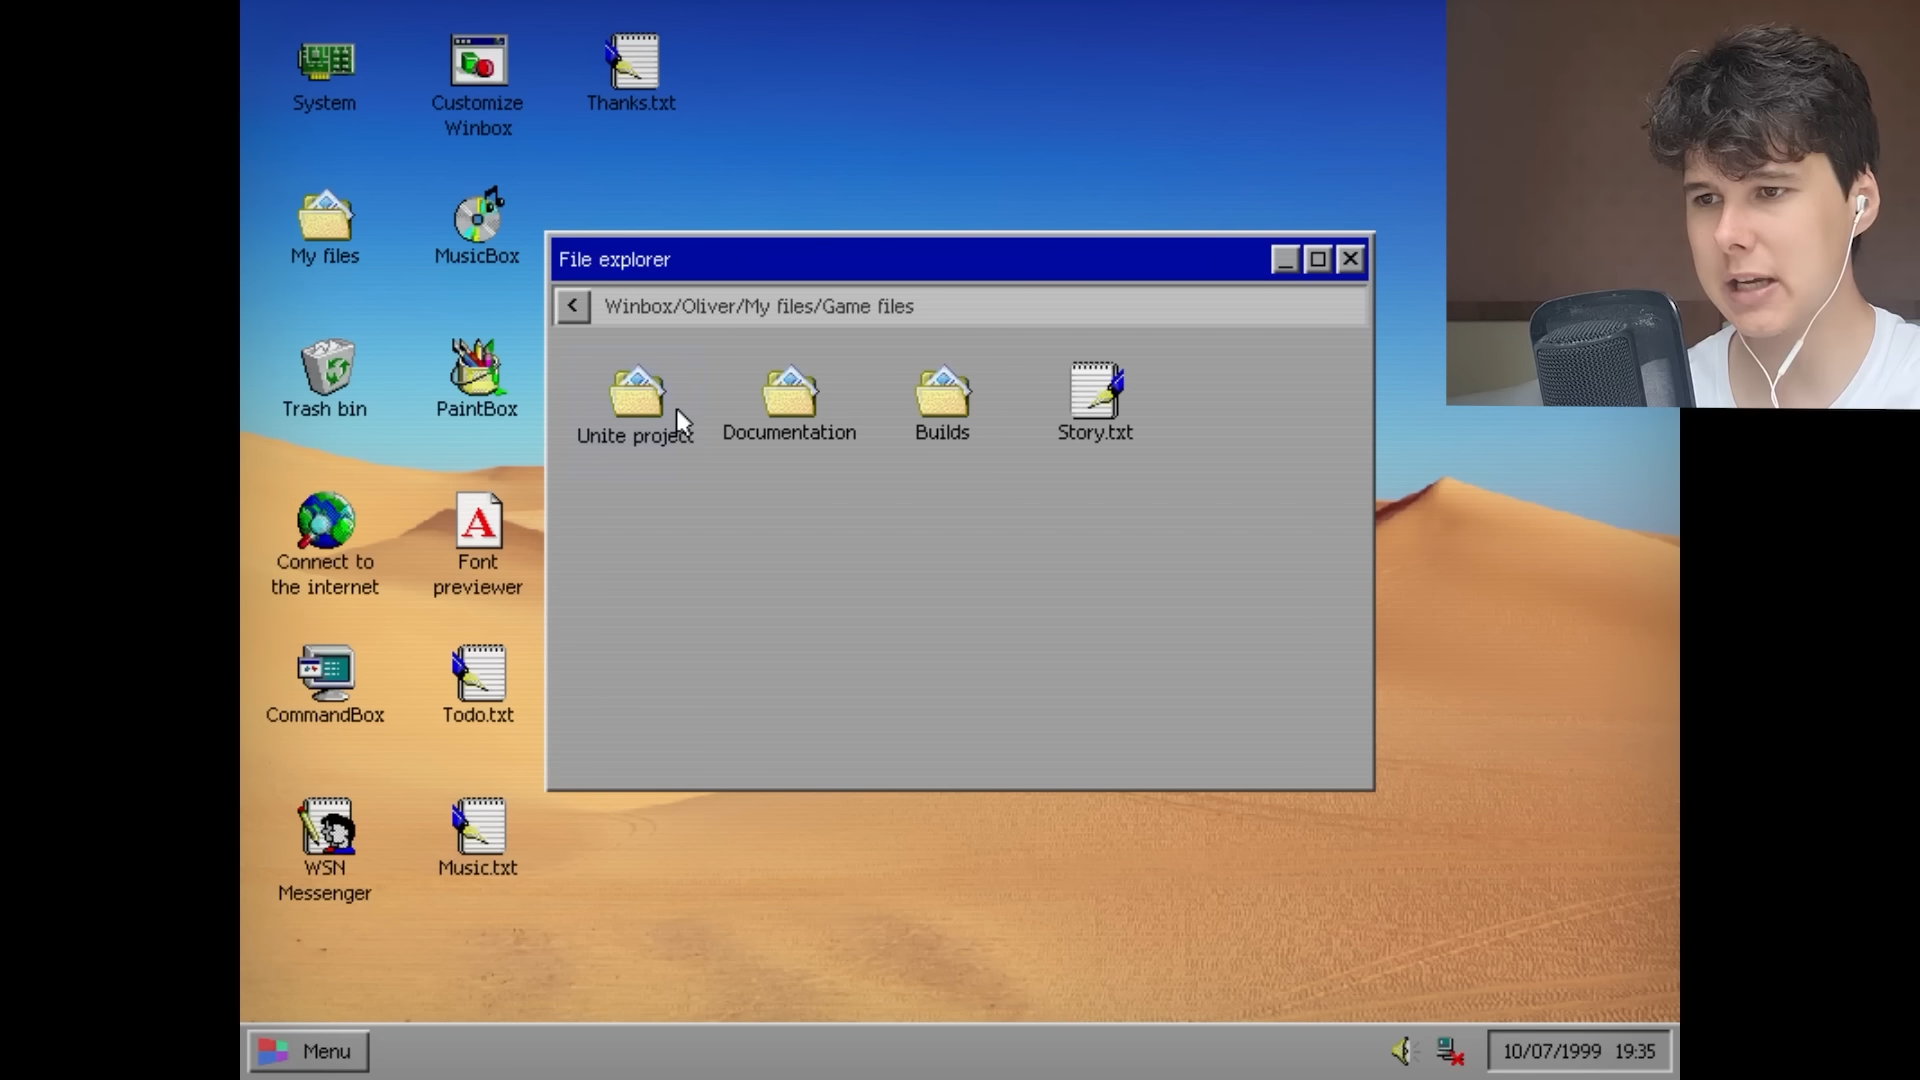 System
Customize
Winbox
Thanks.txt
My files
MusicBox
File explorer
Winbox/Oliver/My files/Game files
Trash bin
PaintBox
Unite project
Documentation
Builds
Story.txt
Connect to
the internet
Font
previewer
CommandBox
Todo.txt
WSN
Messenger
Music.txt
Menu
10/07/1999 19:35